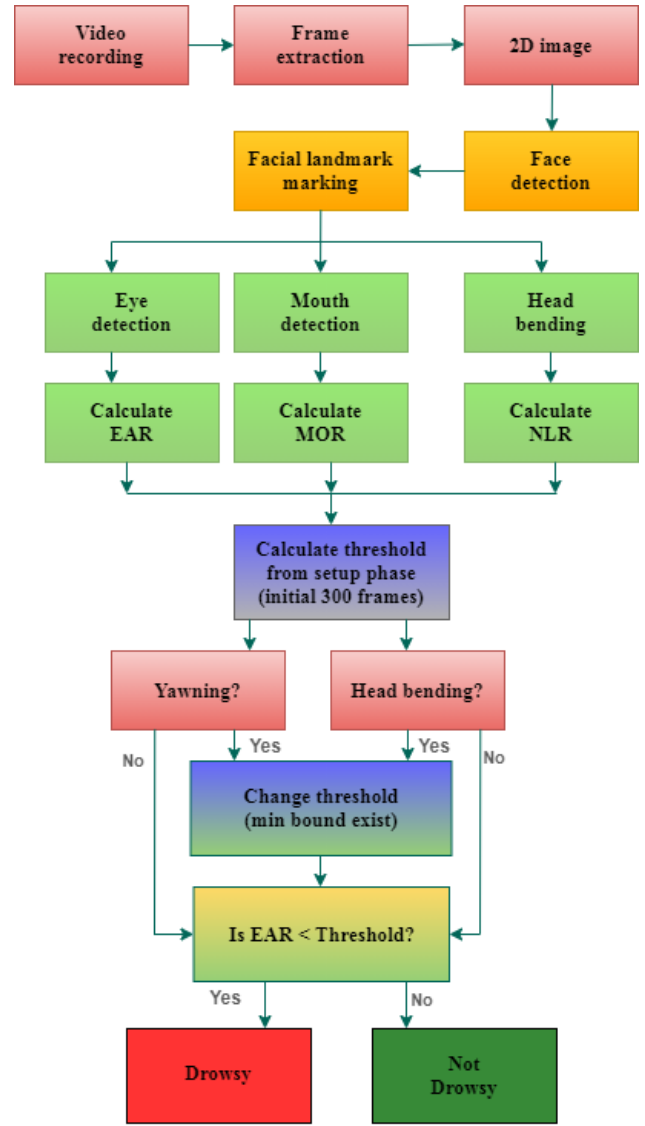 Video
recording
Frame
extraction
2D image
Facial landmark
marking
Face
detection
Eye
detection
Mouth
detection
Head
bending
Calculate
EAR
Calculate
MOR
Calculate
NLR
Calculate threshold
from setup phase
(initial 300 frames)
Yawning?
Head bending?
No
Yes
Yes
No
Change threshold
(min bound exist)
Is EAR < Threshold?
Yes
No
Drowsy
Not
Drowsy